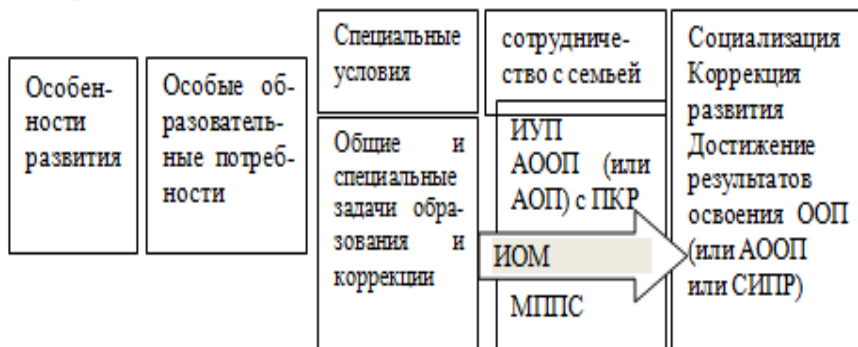 Особен-
ности
развития
Особые об-
разователь-
ные потреб-
ности
Специальные
условия
Общие и
специальные
задачи обра-
зования и
коррекции
сотрудниче-
ство с семьей
ИУП
АООП (или
АОП) с ПКР
ИОМ
МППС
Социализация
Коррекция
развития
Достижение
результатов
освоения ООП
(или АООП
или СИПР)